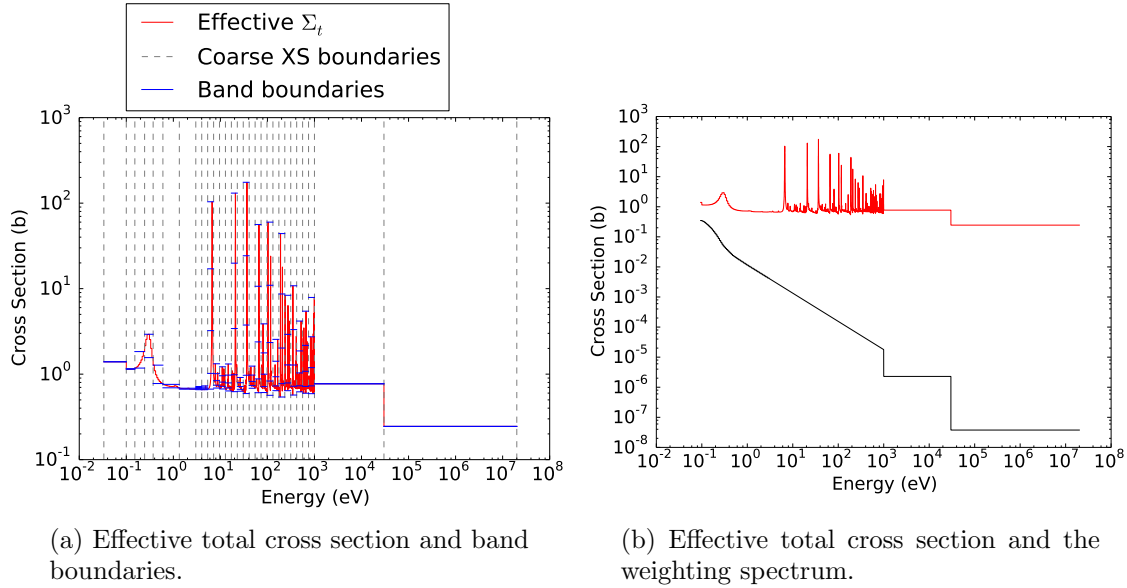 Effective Σ_t
Coarse XS boundaries
Band boundaries
10^3
10^2
10^1
10^0
10^-1
Cross Section (b)
10^-2 10^-1 10^0 10^1 10^2 10^3 10^4 10^5 10^6 10^7 10^8
Energy (eV)
10^3
10^2
10^1
10^0
10^-1
10^-2
10^-3
10^-4
10^-5
10^-6
10^-7
10^-8
Cross Section (b)
10^-2 10^-1 10^0 10^1 10^2 10^3 10^4 10^5 10^6 10^7 10^8
Energy (eV)
(a) Effective total cross section and band
boundaries.
(b) Effective total cross section and the
weighting spectrum.